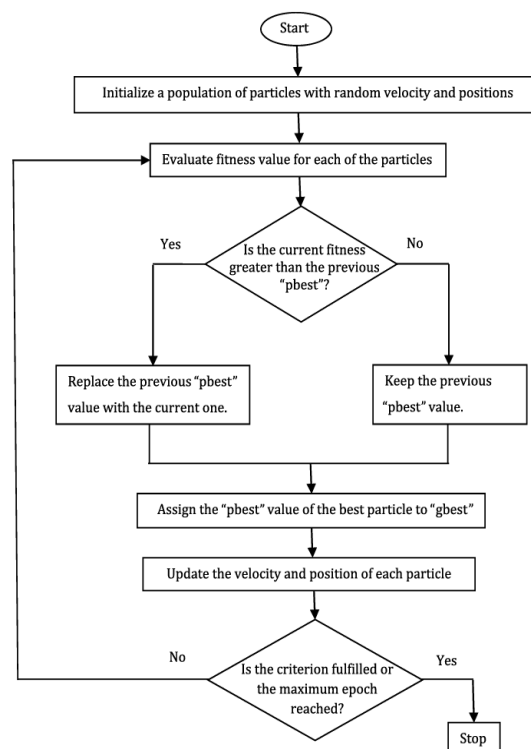 Start
Initialize a population of particles with random velocity and positions
Evaluate fitness value for each of the particles
Yes
Is the current fitness
greater than the previous
“pbest”?
No
Replace the previous “pbest”
value with the current one.
Keep the previous
“pbest” value.
Assign the “pbest” value of the best particle to “gbest”
Update the velocity and position of each particle
No
Is the criterion fulfilled or
the maximum epoch
reached?
Yes
Stop